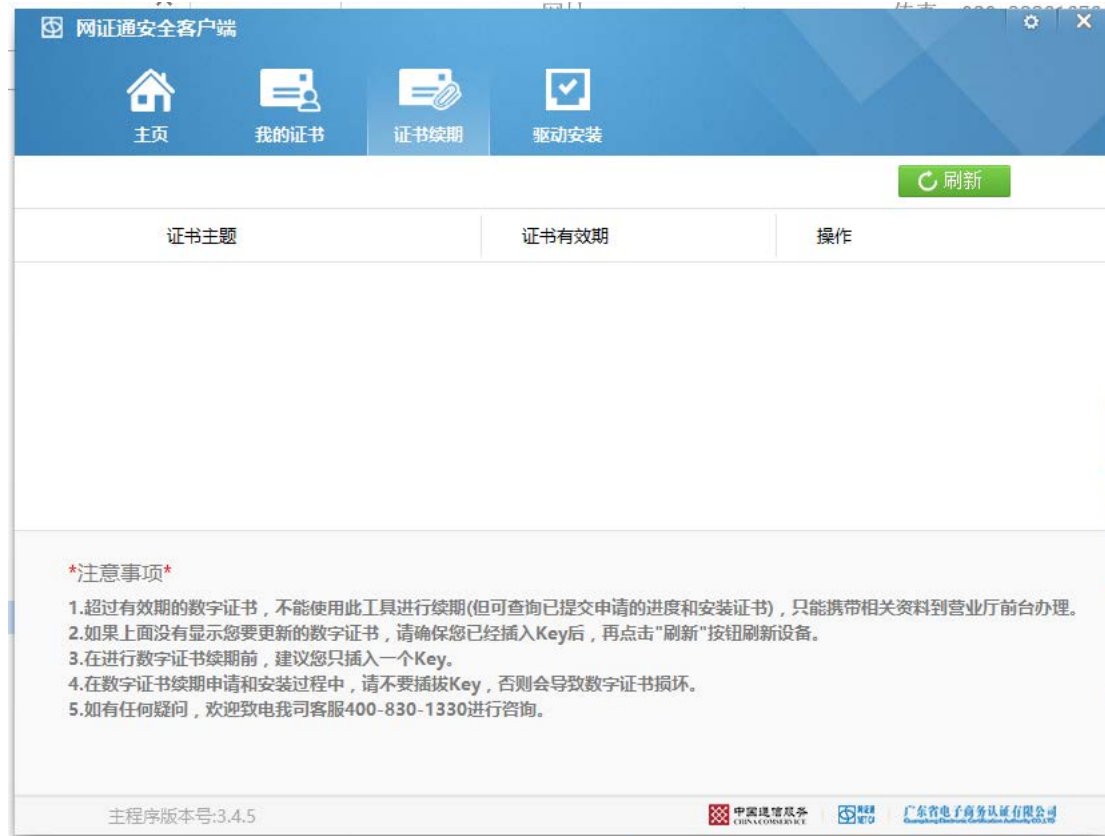 网证通安全客户端
主页 我的证书 证书续期 驱动安装
刷新
证书主题 证书有效期 操作
*注意事项*
1.超过有效期的数字证书，不能使用此工具进行续期(但可查询已提交申请的进度和安装证书)，只能携带相关资料到营业厅前台办理。
2.如果上面没有显示您要更新的数字证书，请确保您已经插入Key后，再点击"刷新"按钮刷新设备。
3.在进行数字证书续期前，建议您只插入一个Key。
4.在数字证书续期申请和安装过程中，请不要插拔Key，否则会导致数字证书损坏。
5.如有任何疑问，欢迎致电我司客服400-830-1330进行咨询。
主程序版本号:3.4.5 中国通信服务 CHINA COMSERVICE 网证通 NETCA 广东省电子商务认证有限公司